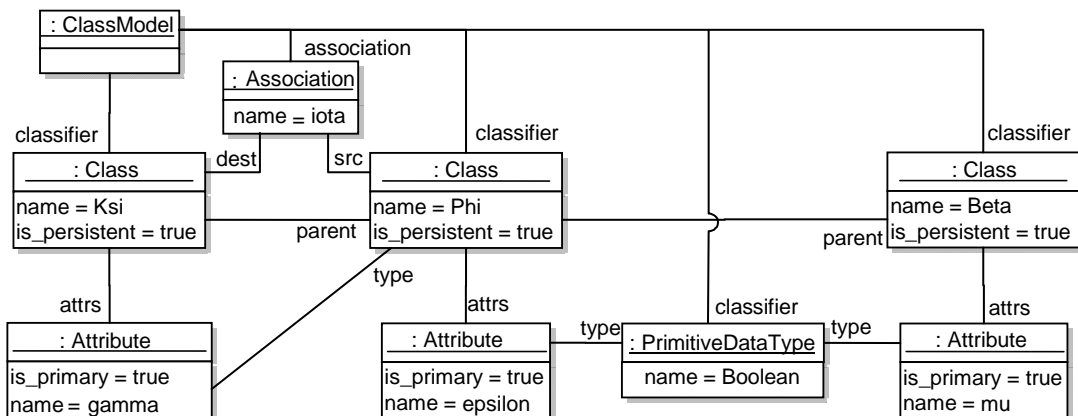 : ClassModel
association
: Association
name = iota
classifier
classifier
classifier
dest
src
: Class
: Class
: Class
name = Ksi
is_persistent = true
name = Phi
is_persistent = true
name = Beta
is_persistent = true
parent
parent
type
attrs
attrs
classifier
attrs
: Attribute
: Attribute
type
: PrimitiveDataType
type
: Attribute
is_primary = true
name = gamma
is_primary = true
name = epsilon
name = Boolean
is_primary = true
name = mu